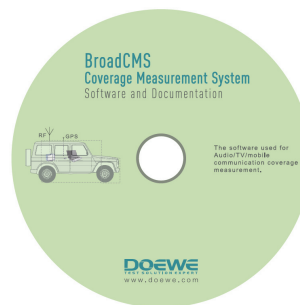 BroadCMS
Coverage Measurement System
Software and Documentation
RF
GPS
The software used for
Audio/TV/mobile
communication coverage
measurement.
DOEWE
TEST SOLUTION EXPERT
www.doewe.com